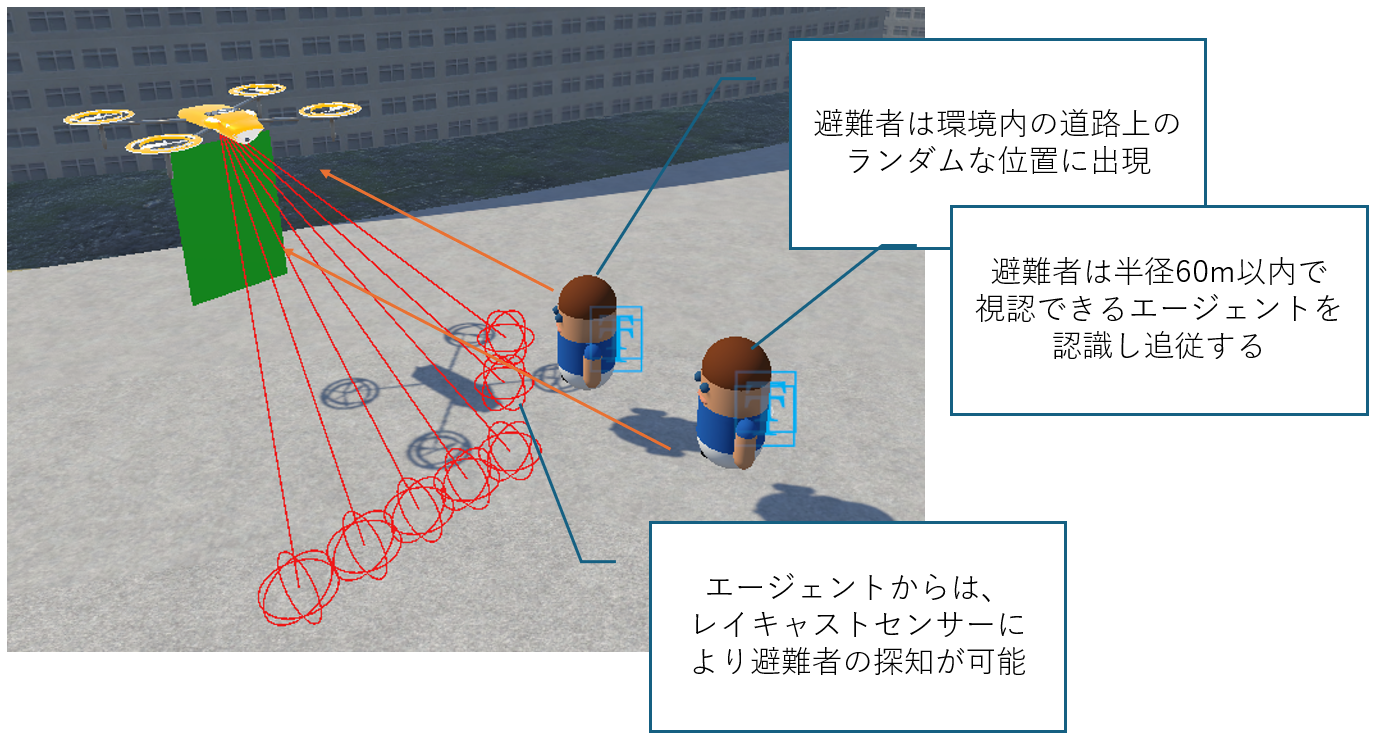 避難者は環境内の道路上の
ランダムな位置に出現
避難者は半径60m以内で
視認できるエージェントを
認識し追従する
F
F
エージェントからは、
レイキャストセンサーに
より避難者の探知が可能